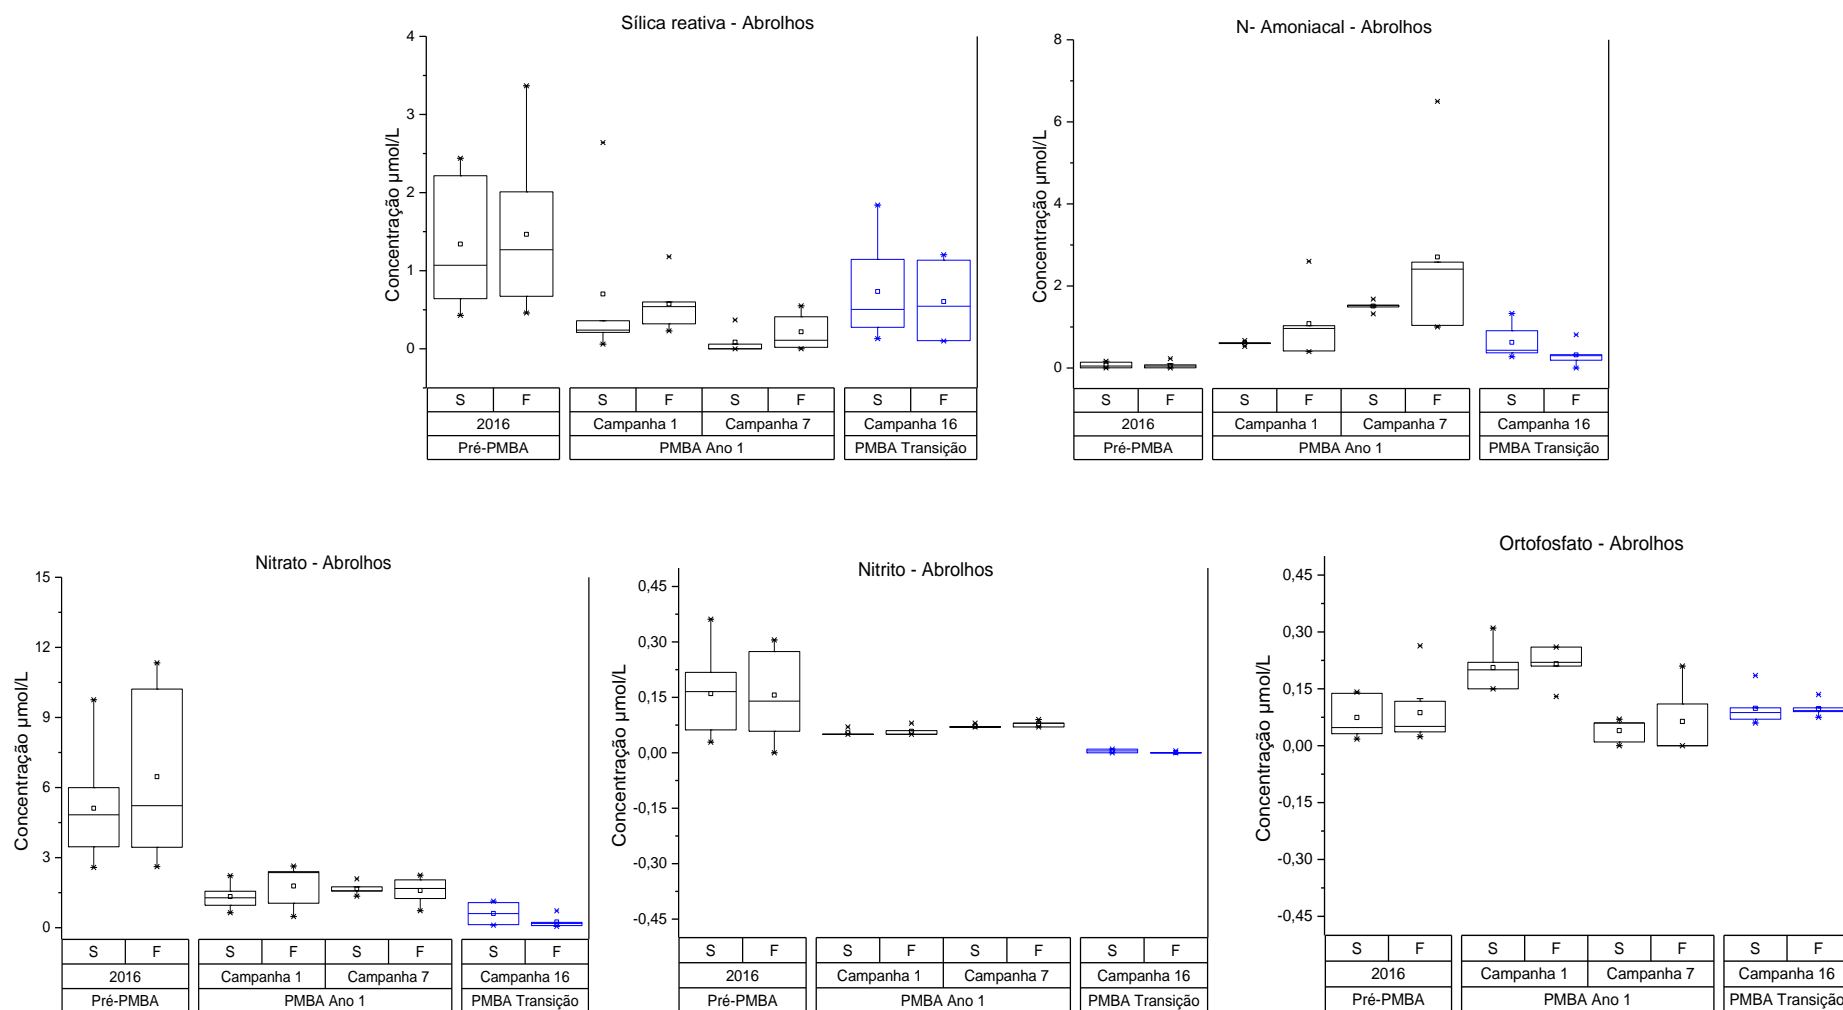 Sílica reativa - Abrolhos
Concentração µmol/L
4
3
2
1
0
S F S F S F S F
2016 Campanha 1 Campanha 7 Campanha 16
Pré-PMBA PMBA Ano 1 PMBA Transição
N- Amoniacal - Abrolhos
Concentração µmol/L
8
6
4
2
0
S F S F S F S F
2016 Campanha 1 Campanha 7 Campanha 16
Pré-PMBA PMBA Ano 1 PMBA Transição
Nitrato - Abrolhos
Concentração µmol/L
15
12
9
6
3
0
S F S F S F S F
2016 Campanha 1 Campanha 7 Campanha 16
Pré-PMBA PMBA Ano 1 PMBA Transição
Nitrito - Abrolhos
Concentração µmol/L
0,45
0,30
0,15
0,00
-0,15
-0,30
-0,45
S F S F S F S F
2016 Campanha 1 Campanha 7 Campanha 16
Pré-PMBA PMBA Ano 1 PMBA Transição
Ortofosfato - Abrolhos
Concentração µmol/L
0,45
0,30
0,15
0,00
-0,15
-0,30
-0,45
S F S F S F S F
2016 Campanha 1 Campanha 7 Campanha 16
Pré-PMBA PMBA Ano 1 PMBA Transição